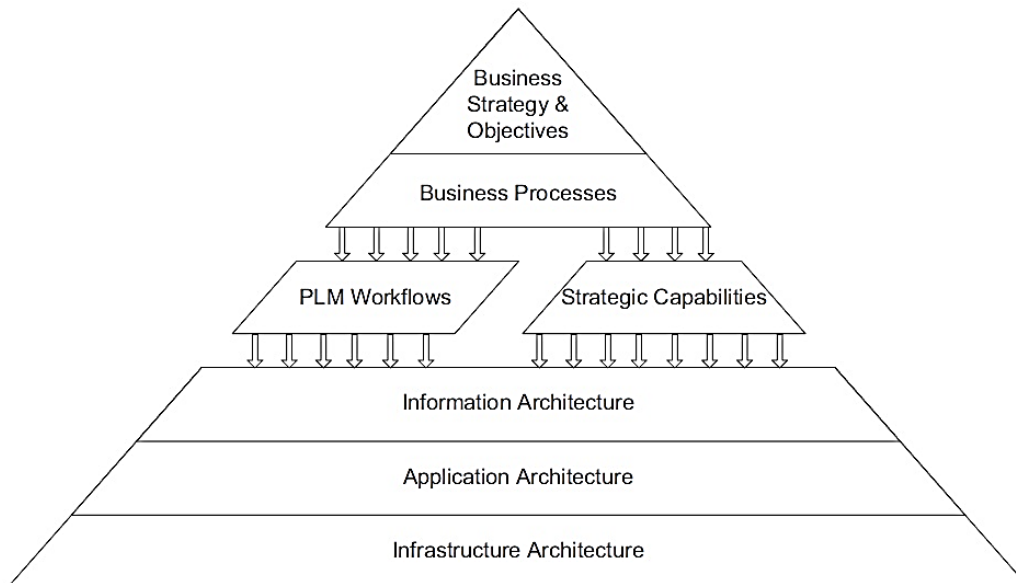 Business
Strategy &
Objectives
Business Processes
PLM Workflows
Strategic Capabilities
Information Architecture
Application Architecture
Infrastructure Architecture